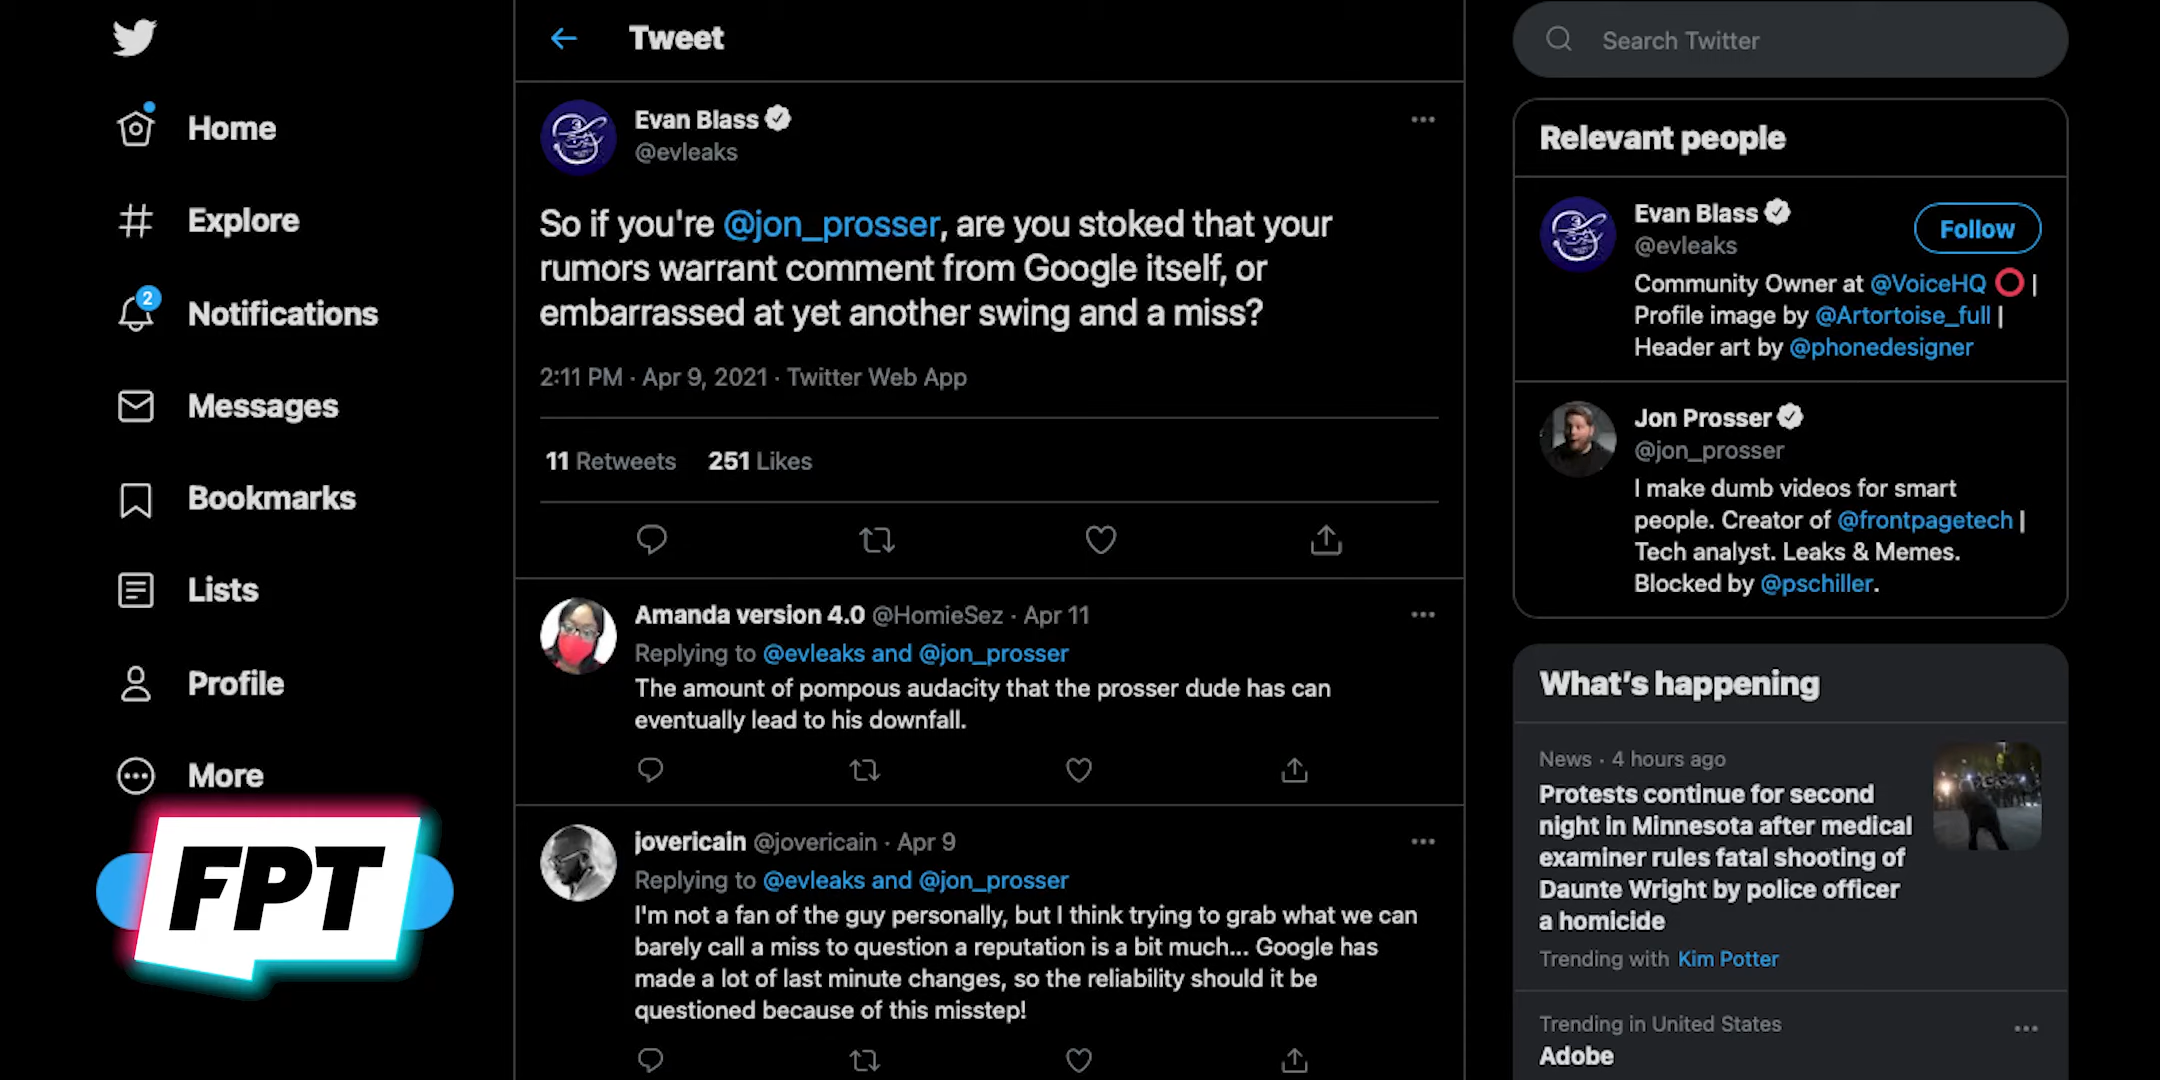 Home
Explore
2
Notifications
Messages
Bookmarks
Lists
Profile
More
FPT
Tweet
Evan Blass
@evleaks
So if you're @jon_prosser, are you stoked that your
rumors warrant comment from Google itself, or
embarrassed at yet another swing and a miss?
2:11 PM · Apr 9, 2021 · Twitter Web App
11 Retweets 251 Likes
Amanda version 4.0 @HomieSez · Apr 11
Replying to @evleaks and @jon_prosser
The amount of pompous audacity that the prosser dude has can
eventually lead to his downfall.
jovericain @jovericain · Apr 9
Replying to @evleaks and @jon_prosser
I'm not a fan of the guy personally, but I think trying to grab what we can
barely call a miss to question a reputation is a bit much... Google has
made a lot of last minute changes, so the reliability should it be
questioned because of this misstep!
Search Twitter
Relevant people
Evan Blass
@evleaks
Follow
Community Owner at @VoiceHQ ⭕ |
Profile image by @Artortoise_full |
Header art by @phonedesigner
Jon Prosser
@jon_prosser
I make dumb videos for smart
people. Creator of @frontpagetech |
Tech analyst. Leaks & Memes.
Blocked by @pschiller.
What's happening
News · 4 hours ago
Protests continue for second
night in Minnesota after medical
examiner rules fatal shooting of
Daunte Wright by police officer
a homicide
Trending with Kim Potter
Trending in United States
Adobe